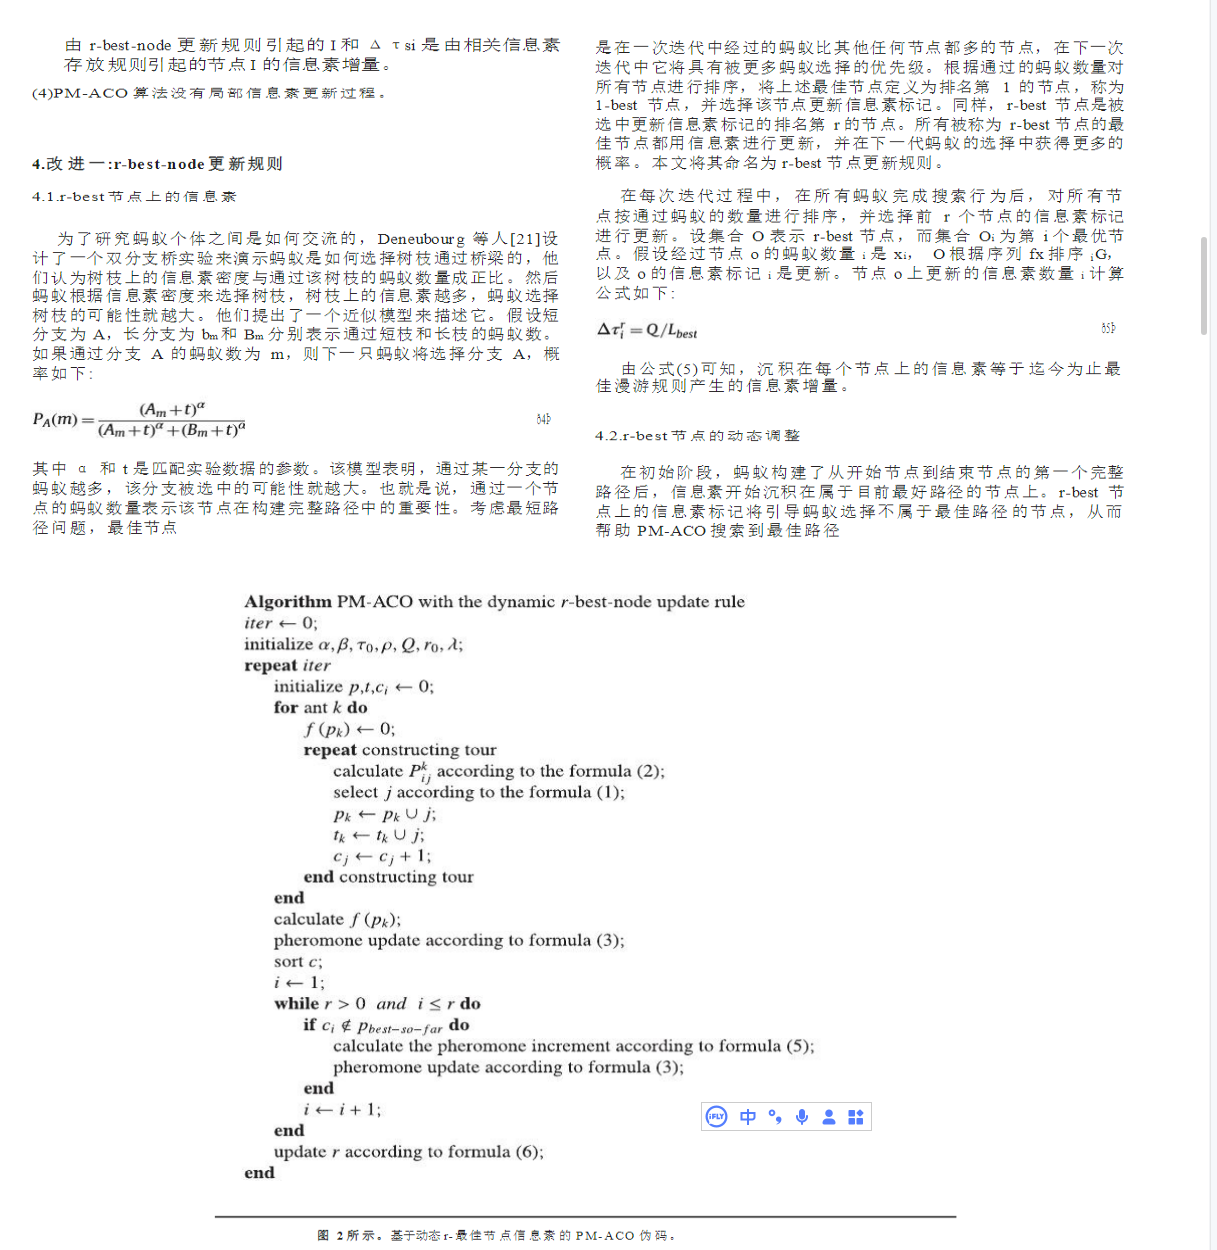 由 r-best-node 更新规则引起的 I 和 Δ τsi 是由相关信息素
存放规则引起的节点 I 的信息素增量。
(4)PM-ACO 算法没有局部信息素更新过程。
4.改进一:r-best-node 更新规则
4.1.r-best 节点上的信息素
为了研究蚂蚁个体之间是如何交流的，Deneubourg 等人[21]设
计了一个双分支桥实验来演示蚂蚁是如何选择树枝通过桥梁的，他
们认为树枝上的信息素密度与通过该树枝的蚂蚁数量成正比。然后
蚂蚁根据信息素密度来选择树枝，树枝上的信息素越多，蚂蚁选择
树枝的可能性就越大。他们提出了一个近似模型来描述它。假设短
分支为 A，长分支为 bm 和 Bm 分别表示通过短枝和长枝的蚂蚁数。
如果通过分支 A 的蚂蚁数为 m，则下一只蚂蚁将选择分支 A，概
率如下:
P_A(m) = (A_m + t)^α / ((A_m + t)^α + (B_m + t)^α) ð4Þ
其中 α 和 t 是匹配实验数据的参数。该模型表明，通过某一分支的
蚂蚁越多，该分支被选中的可能性就越大。也就是说，通过一个节
点的蚂蚁数量表示该节点在构建完整路径中的重要性。考虑最短路
径问题，最佳节点
是在一次迭代中经过的蚂蚁比其他任何节点都多的节点，在下一次
迭代中它将具有被更多蚂蚁选择的优先级。根据通过的蚂蚁数量对
所有节点进行排序，将上述最佳节点定义为排名第 1 的节点，称为
1-best 节点，并选择该节点更新信息素标记。同样，r-best 节点是被
选中更新信息素标记的排名第 r 的节点。所有被称为 r-best 节点的最
佳节点都用信息素进行更新，并在下一代蚂蚁的选择中获得更多的
概率。本文将其命名为 r-best 节点更新规则。
在每次迭代过程中，在所有蚂蚁完成搜索行为后，对所有节
点按通过蚂蚁的数量进行排序，并选择前 r 个节点的信息素标记
进行更新。设集合 O 表示 r-best 节点，而集合 Oi 为第 i 个最优节
点。假设经过节点 o 的蚂蚁数量 i 是 xi， O 根据序列 fx 排序 iG，
以及 o 的信息素标记 i 是更新。节点 o 上更新的信息素数量 i 计算
公式如下:
Δτ_i^r = Q/L_best ð5Þ
由公式(5)可知，沉积在每个节点上的信息素等于迄今为止最
佳漫游规则产生的信息素增量。
4.2.r-best 节点的动态调整
在初始阶段，蚂蚁构建了从开始节点到结束节点的第一个完整
路径后，信息素开始沉积在属于目前最好路径的节点上。r-best 节
点上的信息素标记将引导蚂蚁选择不属于最佳路径的节点，从而
帮助 PM-ACO 搜索到最佳路径
Algorithm PM-ACO with the dynamic r-best-node update rule
iter ← 0;
initialize α, β, τ0, ρ, Q, r0, λ;
repeat iter
initialize p,t,c_i ← 0;
for ant k do
f (p_k) ← 0;
repeat constructing tour
calculate P_ij^k according to the formula (2);
select j according to the formula (1);
p_k ← p_k ∪ j;
t_k ← t_k ∪ j;
c_j ← c_j + 1;
end constructing tour
end
calculate f (p_k);
pheromone update according to formula (3);
sort c;
i ← 1;
while r > 0 and i ≤ r do
if c_i ∉ p_best−so−far do
calculate the pheromone increment according to formula (5);
pheromone update according to formula (3);
end
i ← i + 1;
end
update r according to formula (6);
end
iFLY 中
图 2 所示。基于动态 r-最佳节点信息素的 PM-ACO 伪码。